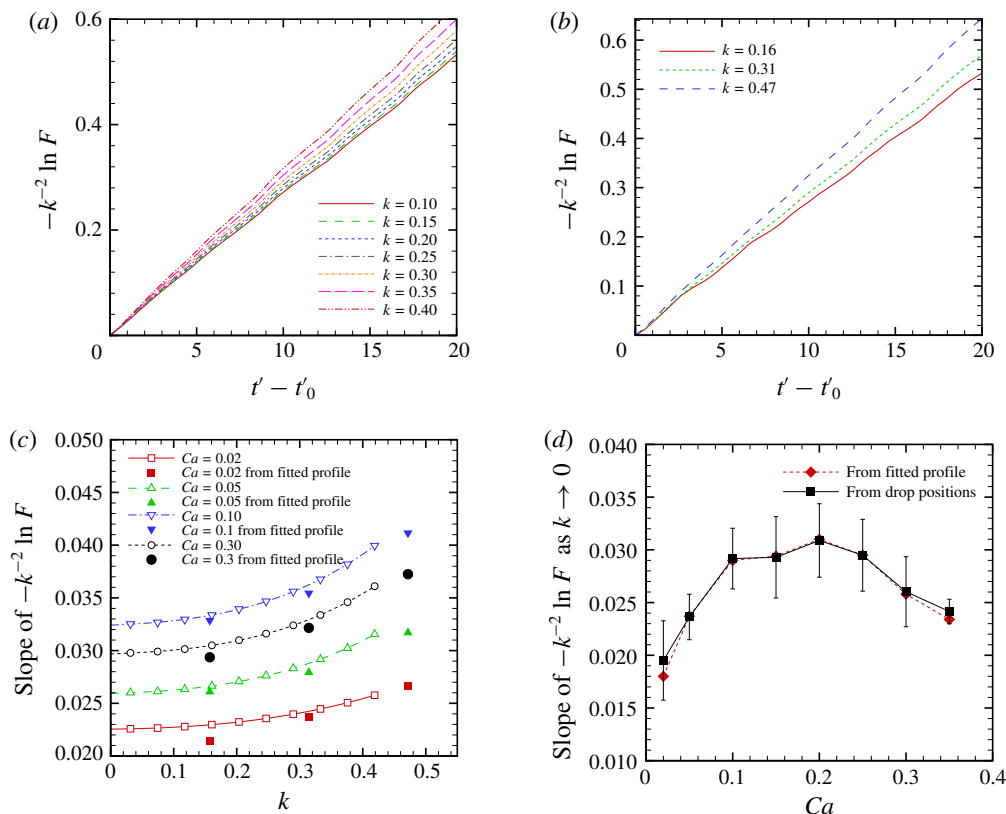 (a)
0.6
0.4
0.2
0
5
10
15
20
−k⁻² ln F
t′ − t′₀
k = 0.10
k = 0.15
k = 0.20
k = 0.25
k = 0.30
k = 0.35
k = 0.40
(b)
0.6
0.5
0.4
0.3
0.2
0.1
0
5
10
15
20
−k⁻² ln F
t′ − t′₀
k = 0.16
k = 0.31
k = 0.47
(c)
0.050
0.045
0.040
0.035
0.030
0.025
0.020
0
0.1
0.2
0.3
0.4
0.5
Slope of −k⁻² ln F
k
Ca = 0.02
Ca = 0.02 from fitted profile
Ca = 0.05
Ca = 0.05 from fitted profile
Ca = 0.10
Ca = 0.1 from fitted profile
Ca = 0.30
Ca = 0.3 from fitted profile
(d)
0.040
0.035
0.030
0.025
0.020
0.015
0.010
0
0.1
0.2
0.3
0.4
Slope of −k⁻² ln F as k → 0
Ca
From fitted profile
From drop positions